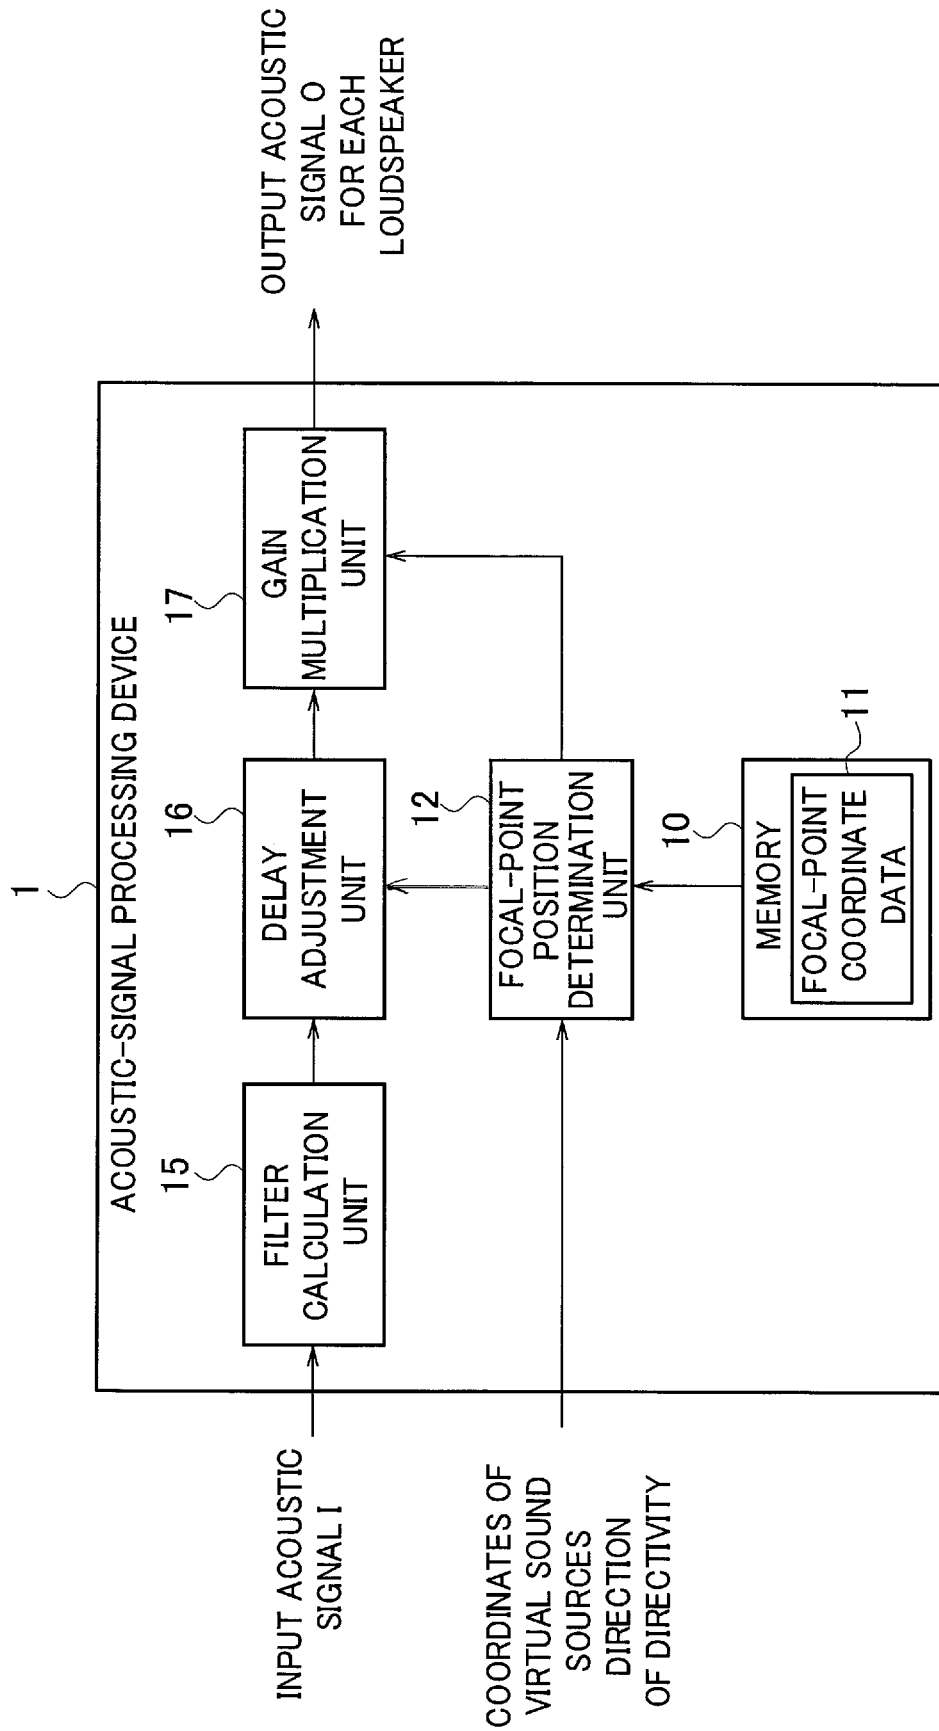 1
ACOUSTIC-SIGNAL PROCESSING DEVICE
INPUT ACOUSTIC
SIGNAL I
15
FILTER
CALCULATION
UNIT
16
DELAY
ADJUSTMENT
UNIT
17
GAIN
MULTIPLICATION
UNIT
OUTPUT ACOUSTIC
SIGNAL O
FOR EACH
LOUDSPEAKER
COORDINATES OF
VIRTUAL SOUND
SOURCES
DIRECTION
OF DIRECTIVITY
12
FOCAL-POINT
POSITION
DETERMINATION
UNIT
10
MEMORY
11
FOCAL-POINT
COORDINATE
DATA